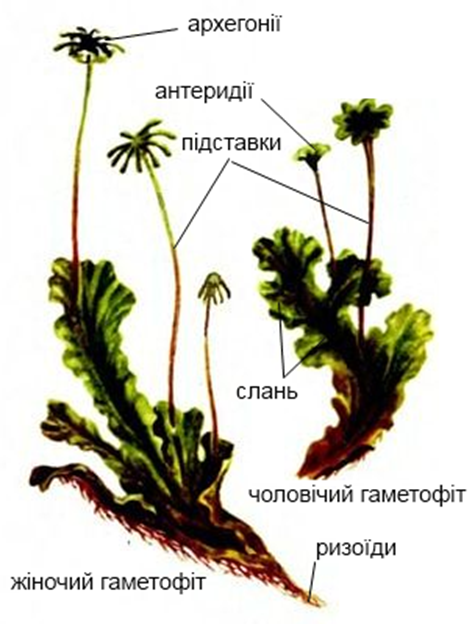 архегонії
антеридії
підставки
слань
чоловічий гаметофіт
ризоїди
жіночий гаметофіт